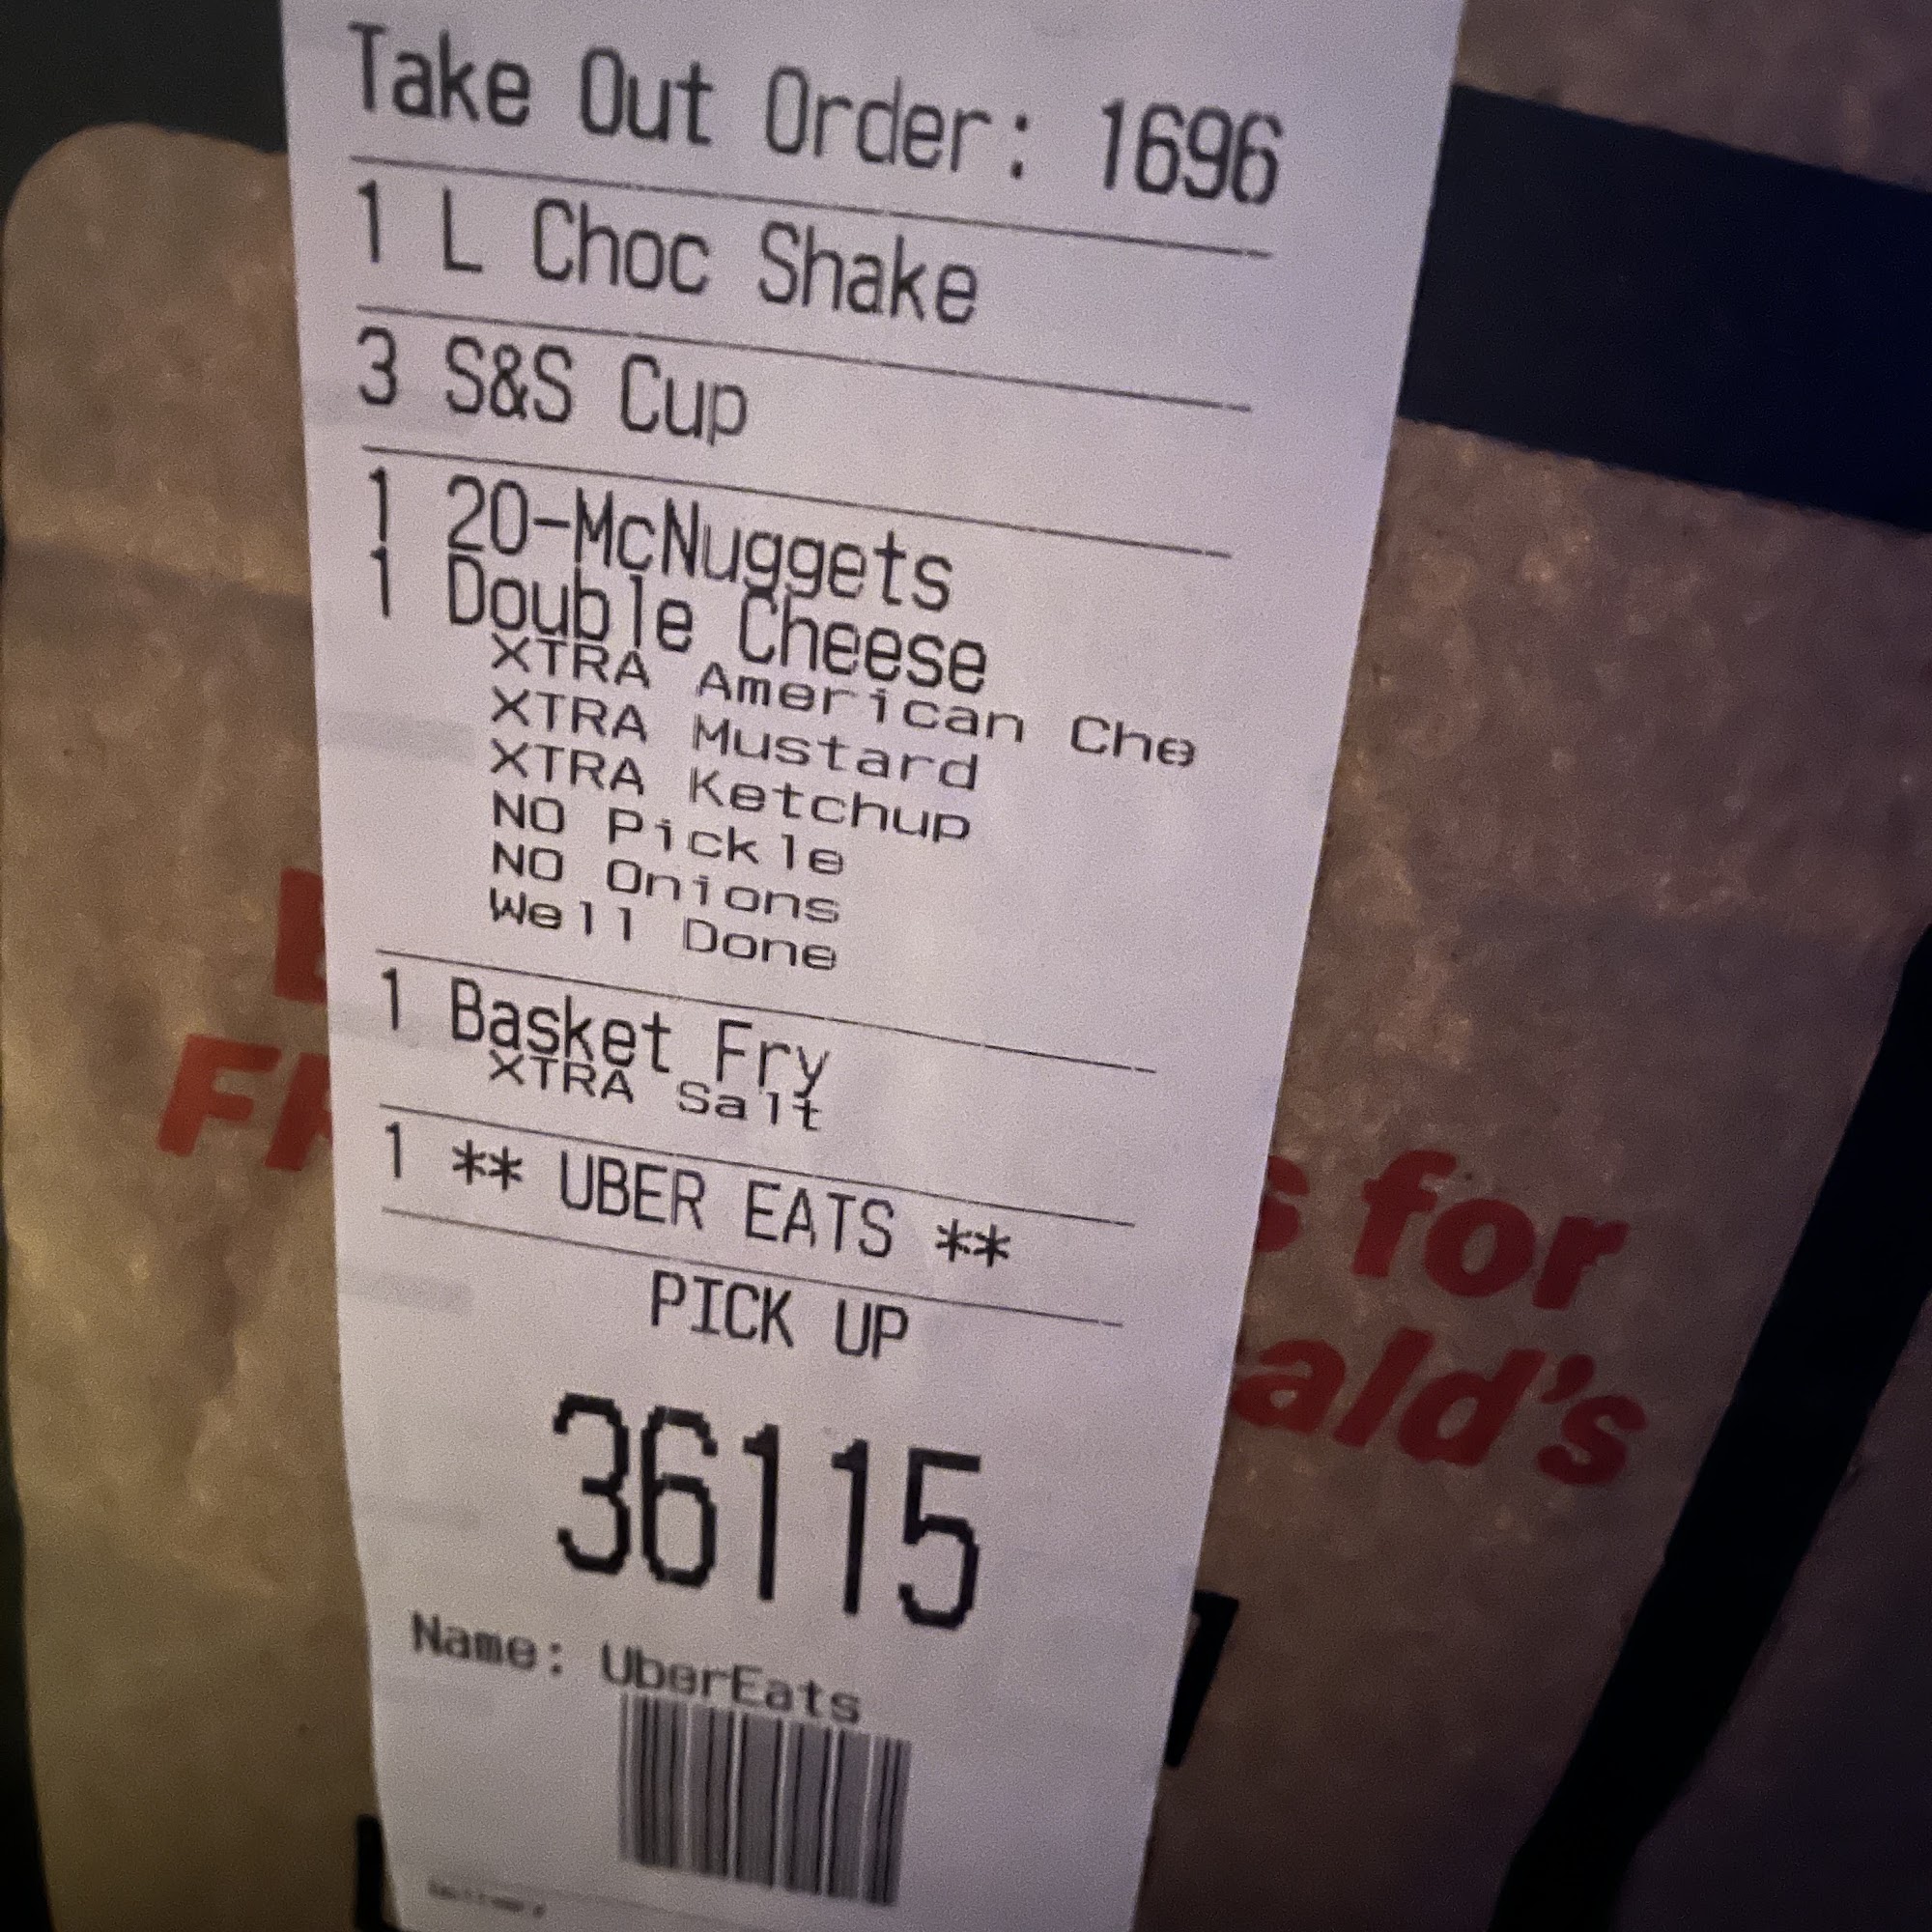 Take Out Order: 1696
1 L Choc Shake
3 S&S Cup
1 20-McNuggets
1 Double Cheese
XTRA American Che
XTRA Mustard
XTRA Ketchup
NO Pickle
NO Onions
Well Done
1 Basket Fry
XTRA Salt
1 ** UBER EATS **
PICK UP
36115
Name: UberEats
s for
ald's